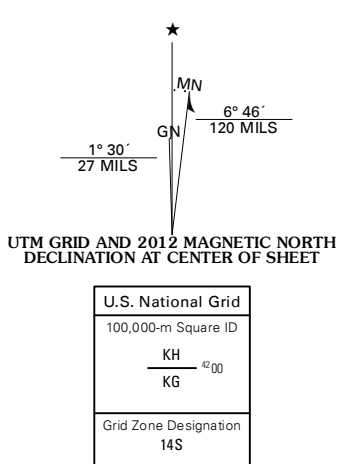 ★
MN
GN
6° 46´
120 MILS
1° 30´
27 MILS
UTM GRID AND 2012 MAGNETIC NORTH
DECLINATION AT CENTER OF SHEET
U.S. National Grid
100,000-m Square ID
KH
4200
KG
Grid Zone Designation
14S